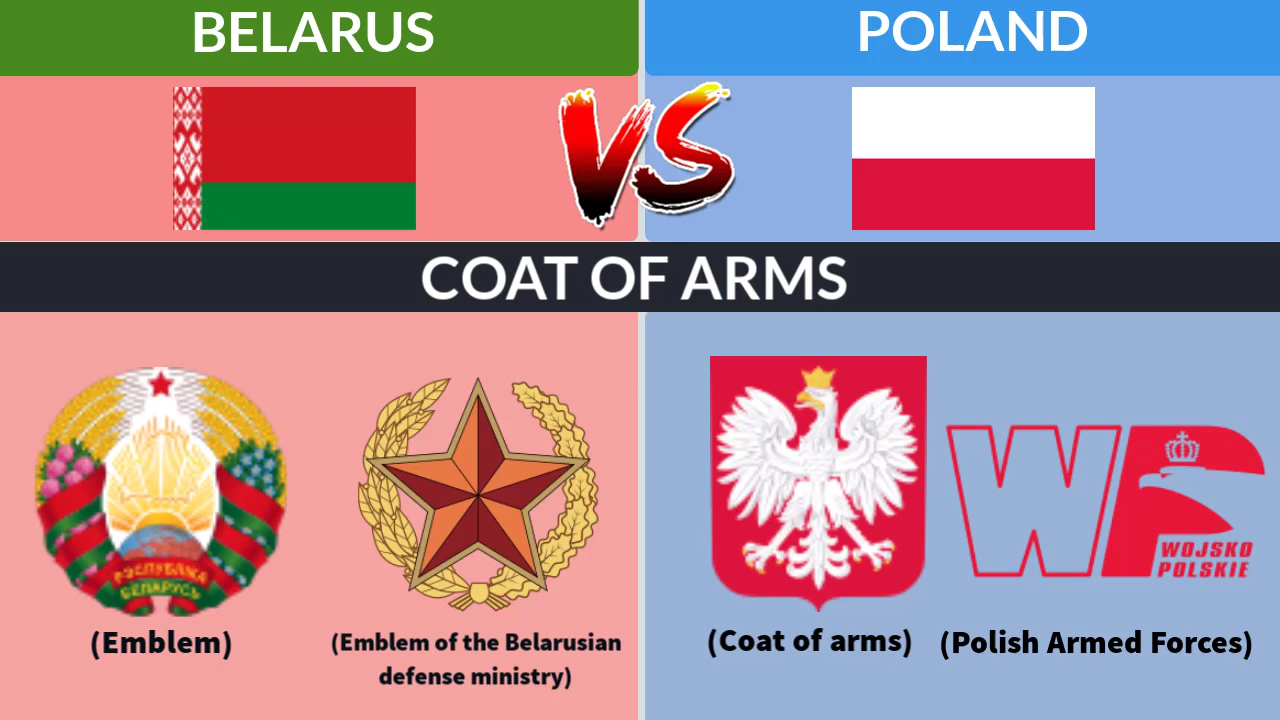 BELARUS
POLAND
VS
COAT OF ARMS
РЭСПУБЛІКА
БЕЛАРУСЬ
WP
WOJSKO
POLSKIE
(Emblem)
(Emblem of the Belarusian
defense ministry)
(Coat of arms)
(Polish Armed Forces)